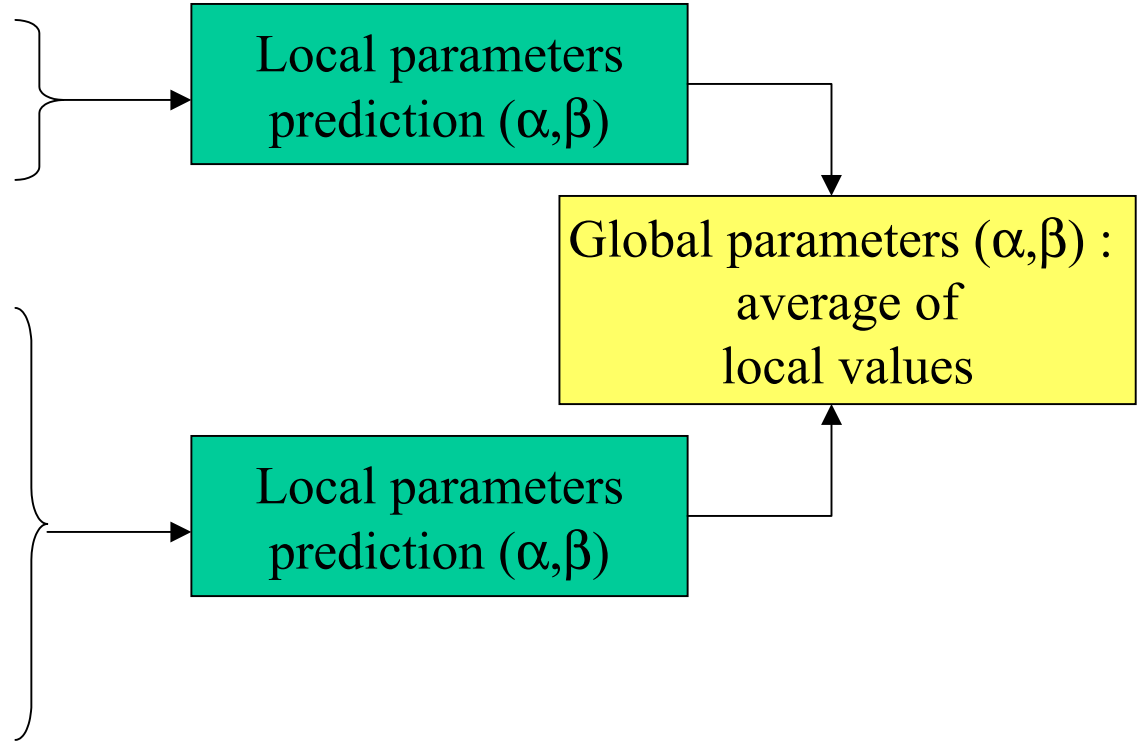 Local parameters
prediction (α,β)
Global parameters (α,β) :
average of
local values
Local parameters
prediction (α,β)